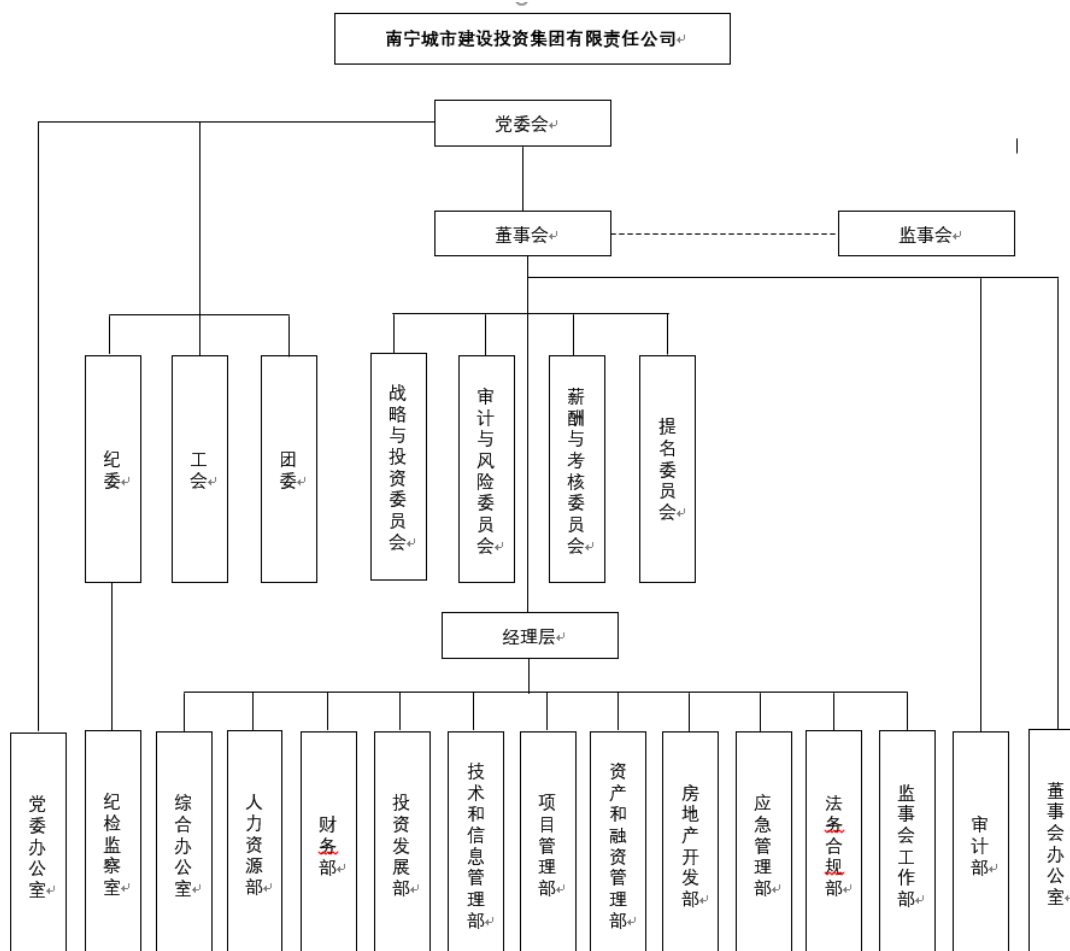 南宁城市建设投资集团有限责任公司
党委会
董事会
监事会
纪委
工会
团委
战略与投资委员会
审计与风险委员会
薪酬与考核委员会
提名委员会
经理层
党委办公室
纪检监察室
综合办公室
人力资源部
财务部
投资发展部
技术和信息管理部
项目管理部
资产和融资管理部
房地产开发部
应急管理部
法务合规部
监事会工作部
审计部
董事会办公室